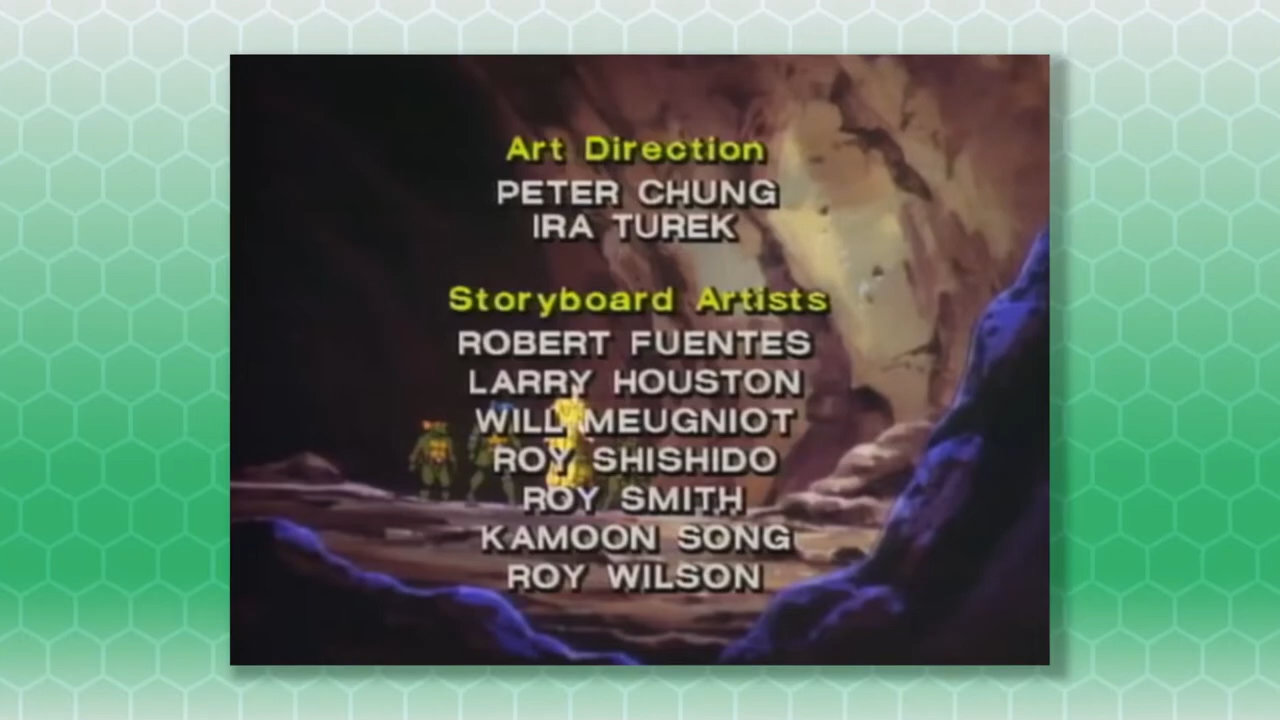 Art Direction
PETER CHUNG
IRA TUREK
Storyboard Artists
ROBERT FUENTES
LARRY HOUSTON
WILL MEUGNIOT
ROY SHISHIDO
ROY SMITH
KAMOON SONG
ROY WILSON